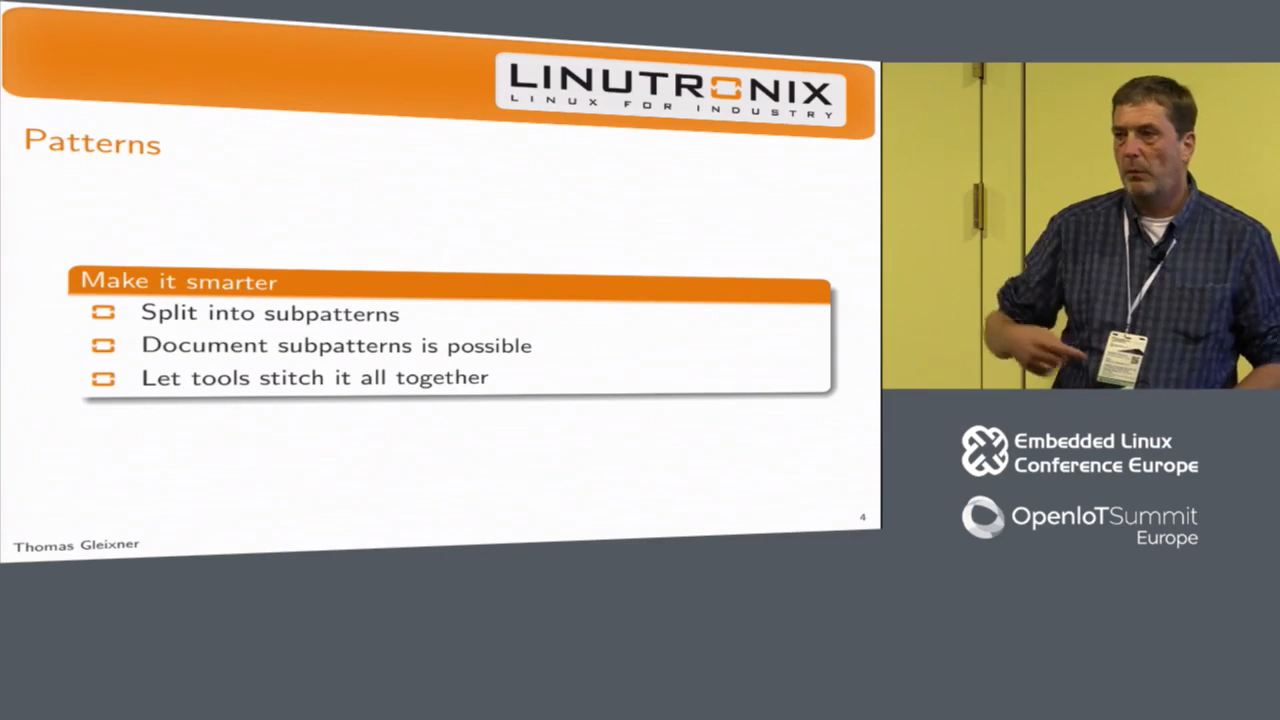 LINUTRONIX
LINUX FOR INDUSTRY
Patterns
Make it smarter
Split into subpatterns
Document subpatterns is possible
Let tools stitch it all together
4
Thomas Gleixner
Embedded Linux
Conference Europe
OpenIoTSummit
Europe